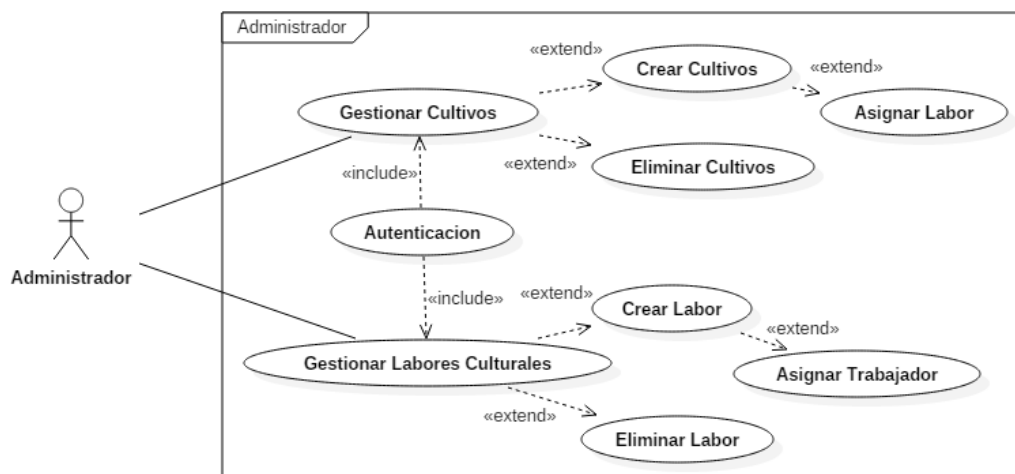 Administrador
«extend»
Crear Cultivos
«extend»
Gestionar Cultivos
Asignar Labor
«extend»
Eliminar Cultivos
«include»
Autenticacion
Administrador
«include»
«extend»
Crear Labor
«extend»
Gestionar Labores Culturales
Asignar Trabajador
«extend»
Eliminar Labor